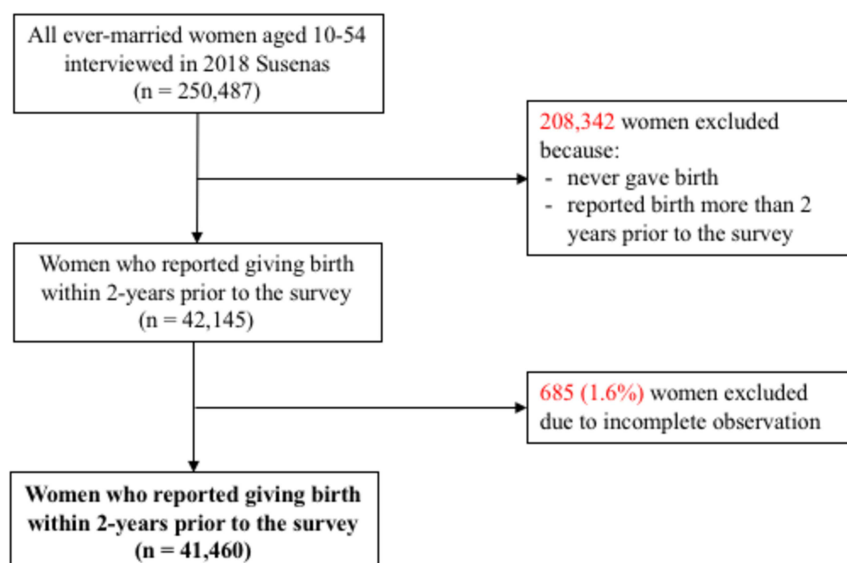 All ever-married women aged 10-54
interviewed in 2018 Susenas
(n = 250,487)
208,342 women excluded
because:
- never gave birth
- reported birth more than 2
years prior to the survey
Women who reported giving birth
within 2-years prior to the survey
(n = 42,145)
685 (1.6%) women excluded
due to incomplete observation
Women who reported giving birth
within 2-years prior to the survey
(n = 41,460)